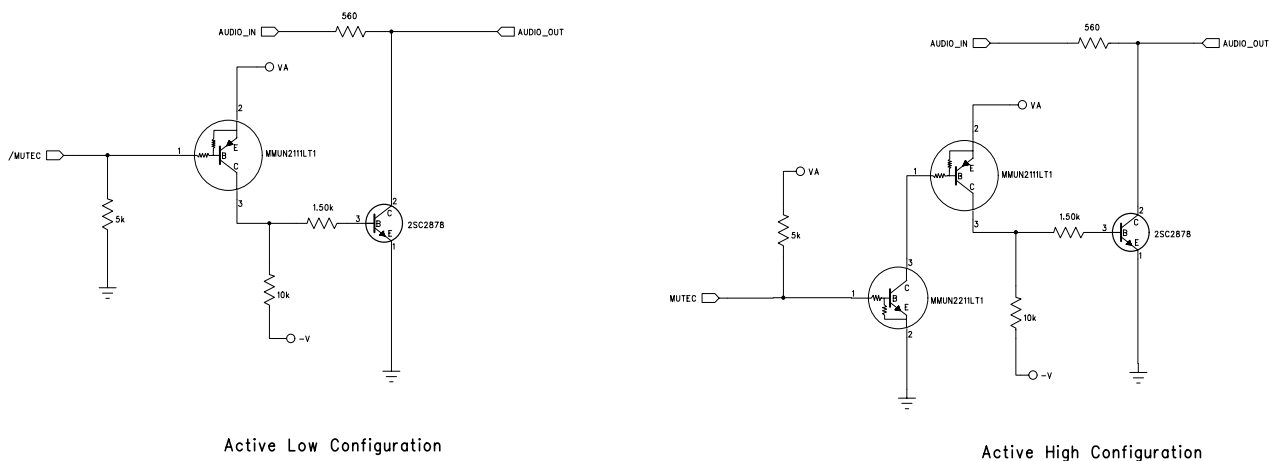 560
AUDIO_IN
AUDIO_OUT
VA
2
/MUTEC
1
B
E
C
MMUN2111LT1
3
5k
1.50k
3
2
C
B
E
1
2SC2878
10k
-V
Active Low Configuration
560
AUDIO_IN
AUDIO_OUT
VA
2
1
B
E
C
MMUN2111LT1
3
VA
5k
1.50k
3
2
C
B
E
1
2SC2878
3
MUTEC
1
C
B
E
MMUN2211LT1
2
10k
-V
Active High Configuration